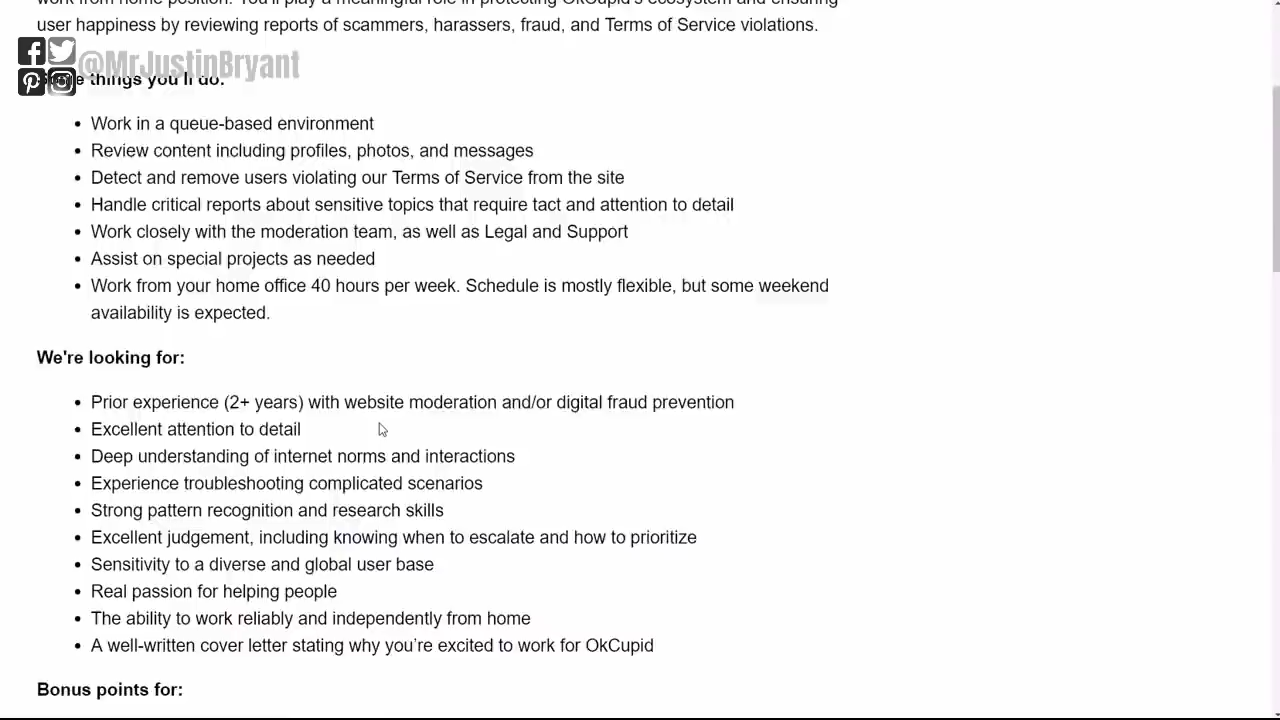 work from home position. You'll play a meaningful role in protecting OkCupid's ecosystem and ensuring
user happiness by reviewing reports of scammers, harassers, fraud, and Terms of Service violations.
@MrJustinBryant
Some things you'll do:
Work in a queue-based environment
Review content including profiles, photos, and messages
Detect and remove users violating our Terms of Service from the site
Handle critical reports about sensitive topics that require tact and attention to detail
Work closely with the moderation team, as well as Legal and Support
Assist on special projects as needed
Work from your home office 40 hours per week. Schedule is mostly flexible, but some weekend
availability is expected.
We're looking for:
Prior experience (2+ years) with website moderation and/or digital fraud prevention
Excellent attention to detail
Deep understanding of internet norms and interactions
Experience troubleshooting complicated scenarios
Strong pattern recognition and research skills
Excellent judgement, including knowing when to escalate and how to prioritize
Sensitivity to a diverse and global user base
Real passion for helping people
The ability to work reliably and independently from home
A well-written cover letter stating why you're excited to work for OkCupid
Bonus points for: